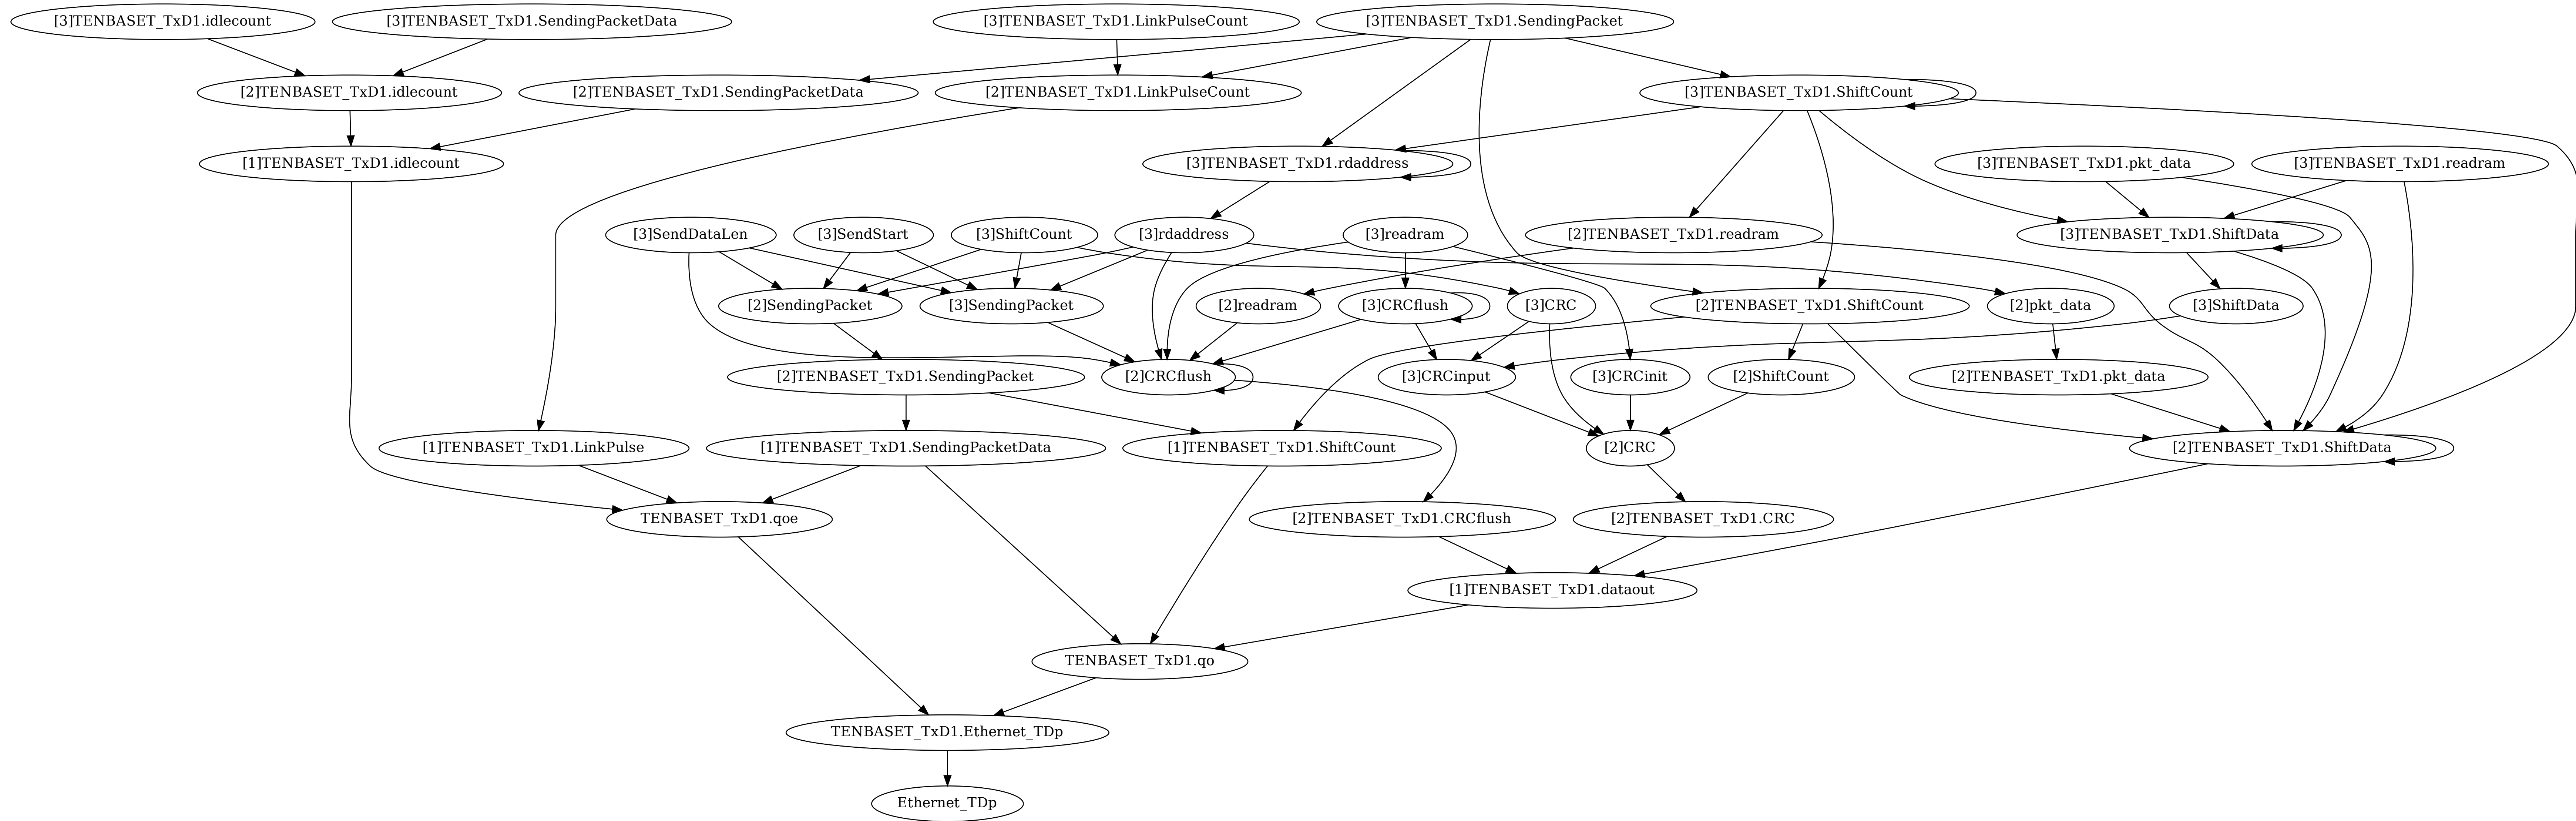 [3]TENBASET_TxD1.idlecount
[3]TENBASET_TxD1.SendingPacketData
[3]TENBASET_TxD1.LinkPulseCount
[3]TENBASET_TxD1.SendingPacket
[2]TENBASET_TxD1.idlecount
[2]TENBASET_TxD1.SendingPacketData
[2]TENBASET_TxD1.LinkPulseCount
[3]TENBASET_TxD1.ShiftCount
[1]TENBASET_TxD1.idlecount
[3]TENBASET_TxD1.rdaddress
[3]TENBASET_TxD1.pkt_data
[3]TENBASET_TxD1.readram
[3]SendDataLen
[3]SendStart
[3]ShiftCount
[3]rdaddress
[3]readram
[2]TENBASET_TxD1.readram
[3]TENBASET_TxD1.ShiftData
[2]SendingPacket
[3]SendingPacket
[2]readram
[3]CRCflush
[3]CRC
[2]TENBASET_TxD1.ShiftCount
[2]pkt_data
[3]ShiftData
[2]TENBASET_TxD1.SendingPacket
[2]CRCflush
[3]CRCinput
[3]CRCinit
[2]ShiftCount
[2]TENBASET_TxD1.pkt_data
[1]TENBASET_TxD1.LinkPulse
[1]TENBASET_TxD1.SendingPacketData
[1]TENBASET_TxD1.ShiftCount
[2]CRC
[2]TENBASET_TxD1.ShiftData
TENBASET_TxD1.qoe
[2]TENBASET_TxD1.CRCflush
[2]TENBASET_TxD1.CRC
[1]TENBASET_TxD1.dataout
TENBASET_TxD1.qo
TENBASET_TxD1.Ethernet_TDp
Ethernet_TDp